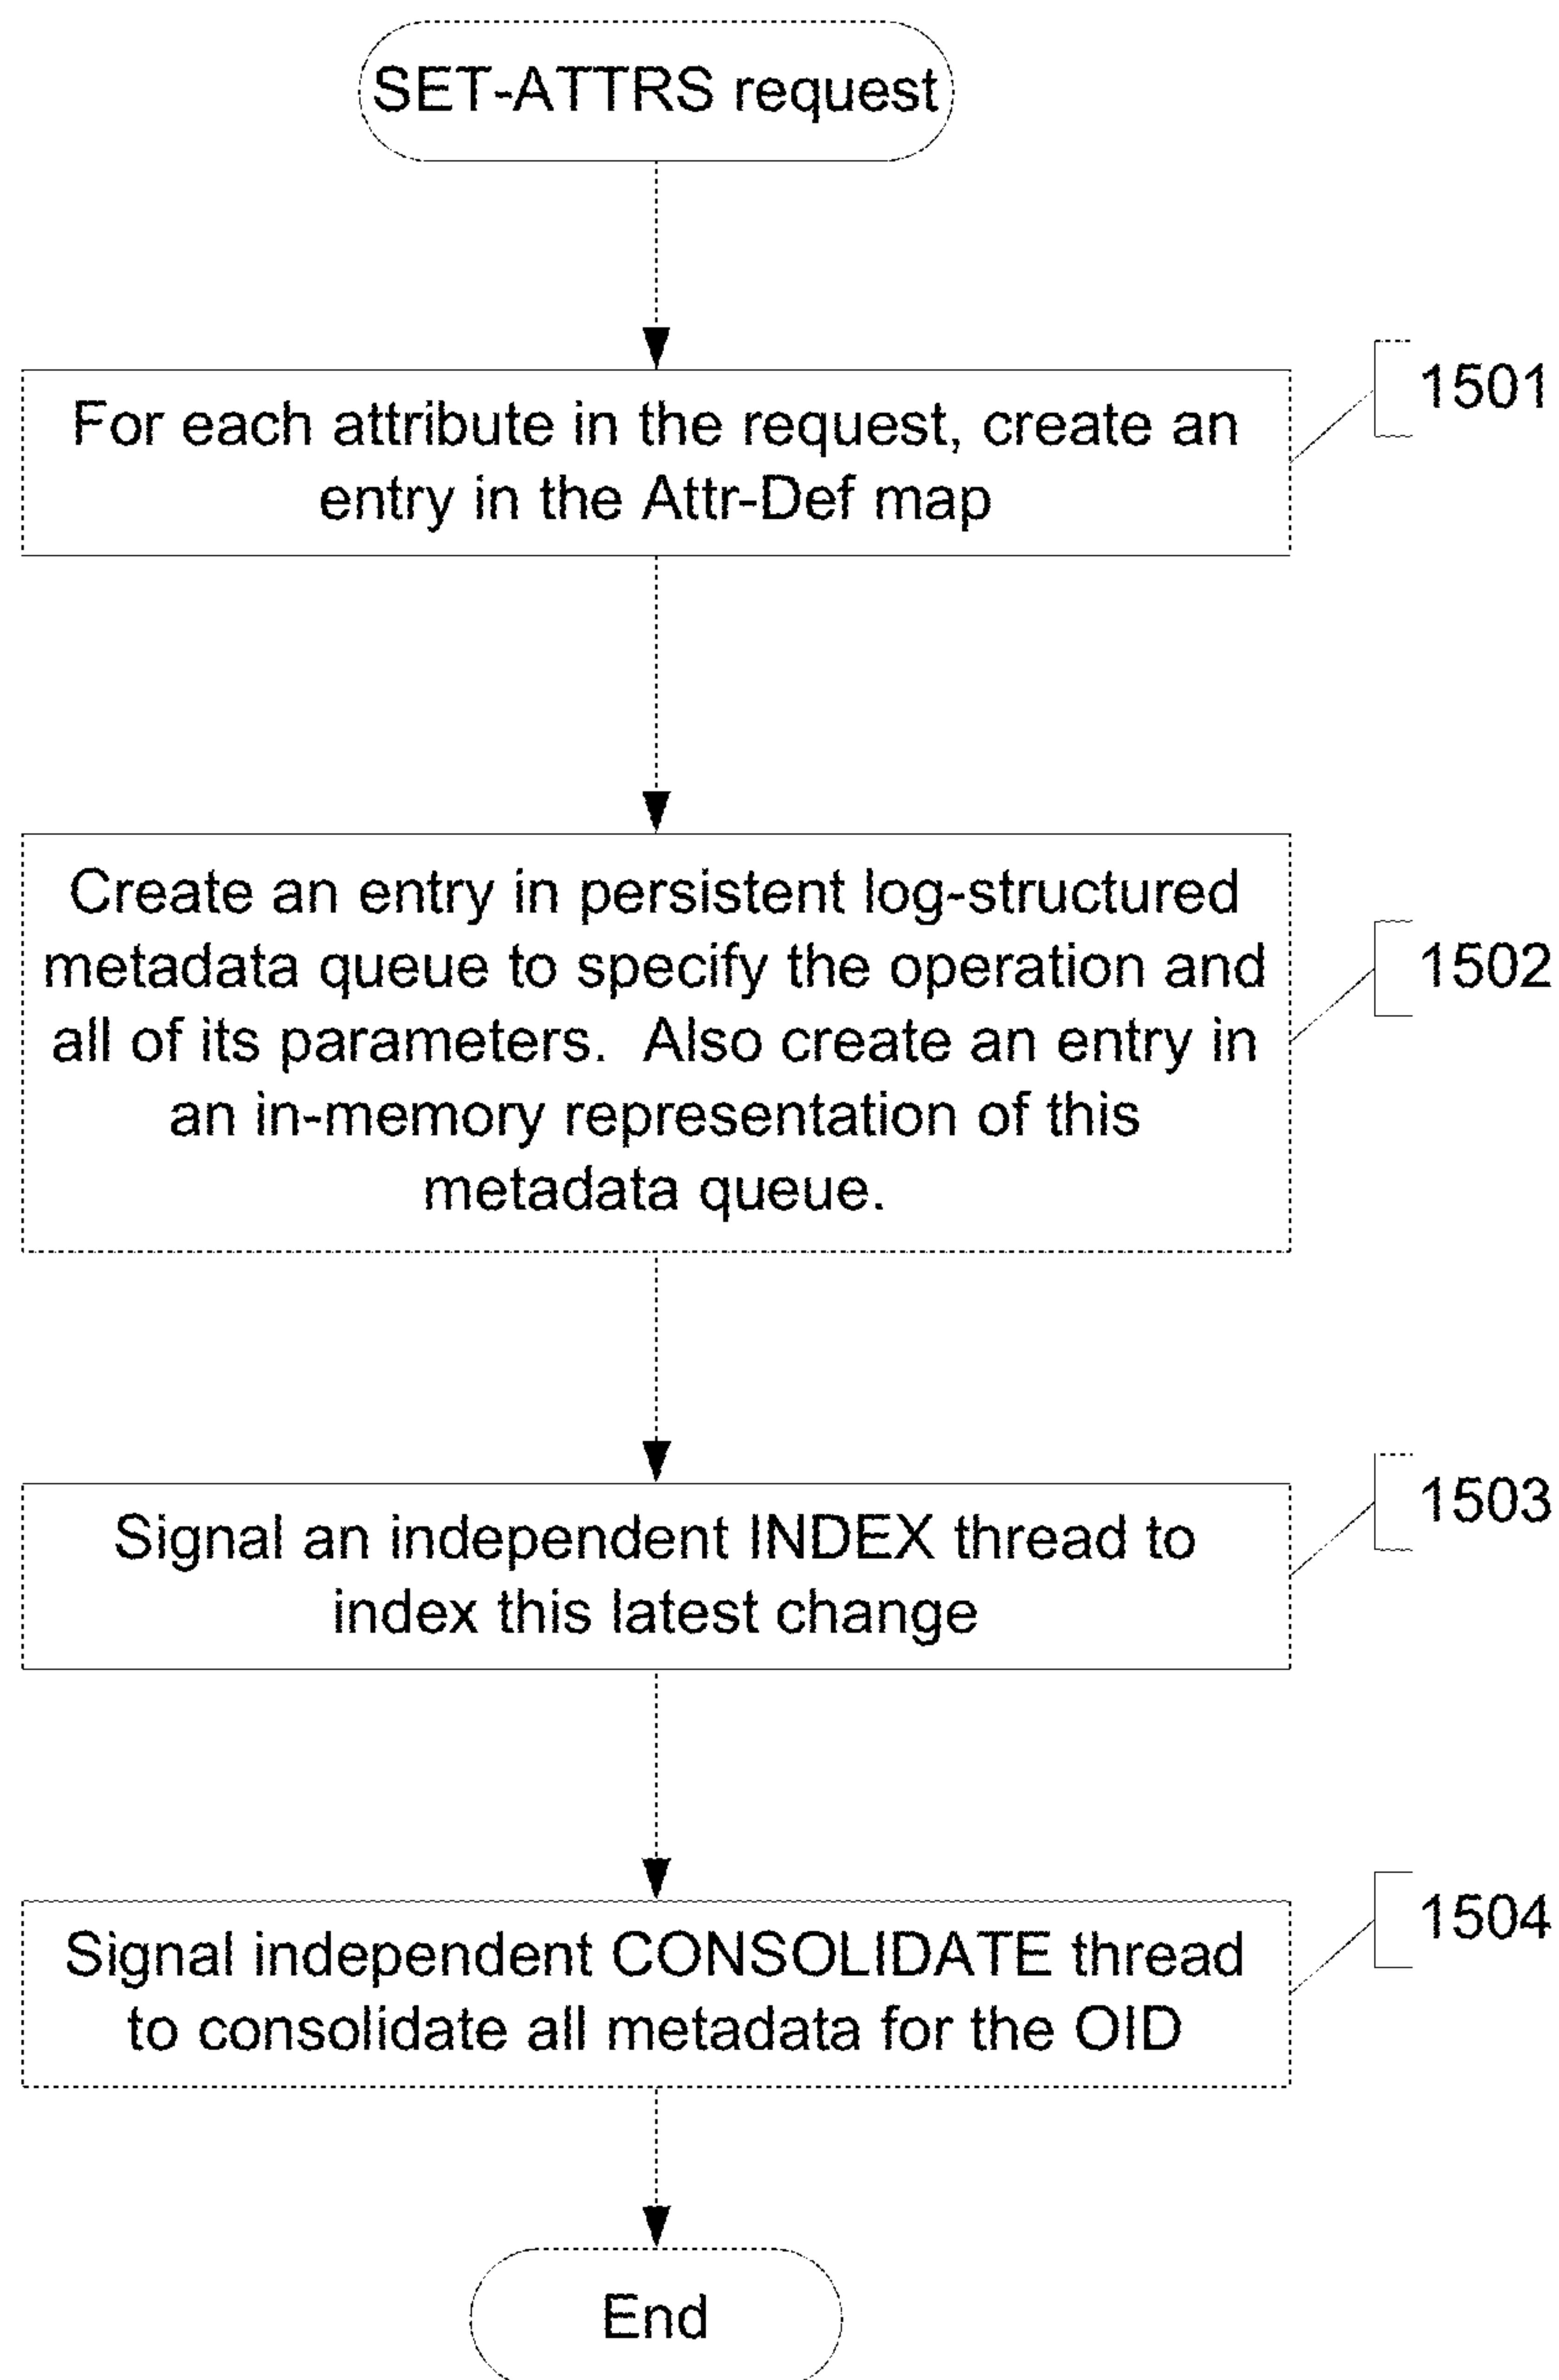 SET-ATTRS request
1501
For each attribute in the request, create an
entry in the Attr-Def map
Create an entry in persistent log-structured
1502
metadata queue to specify the operation and
all of its parameters.  Also create an entry in
an in-memory representation of this
metadata queue.
1503
Signal an independent INDEX thread to
index this latest change
1504
Signal independent CONSOLIDATE thread
to consolidate all metadata for the OID
End